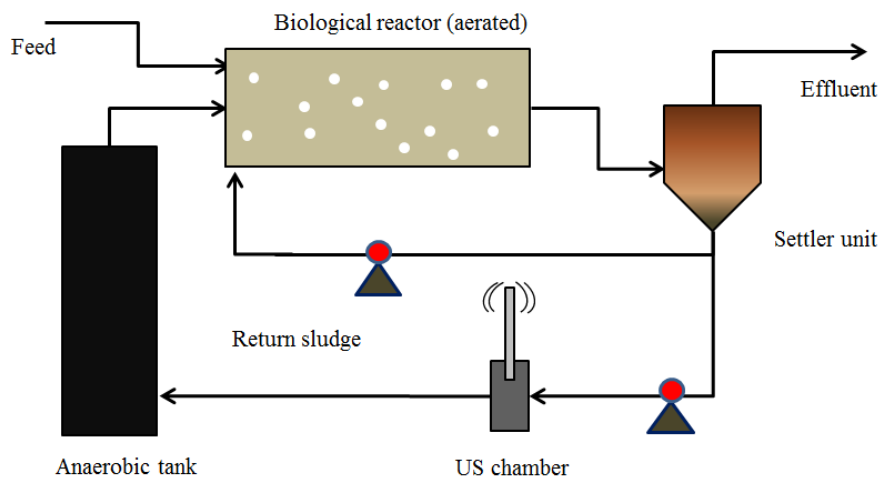 Biological reactor (aerated)
Feed
Effluent
Settler unit
Return sludge
Anaerobic tank
US chamber